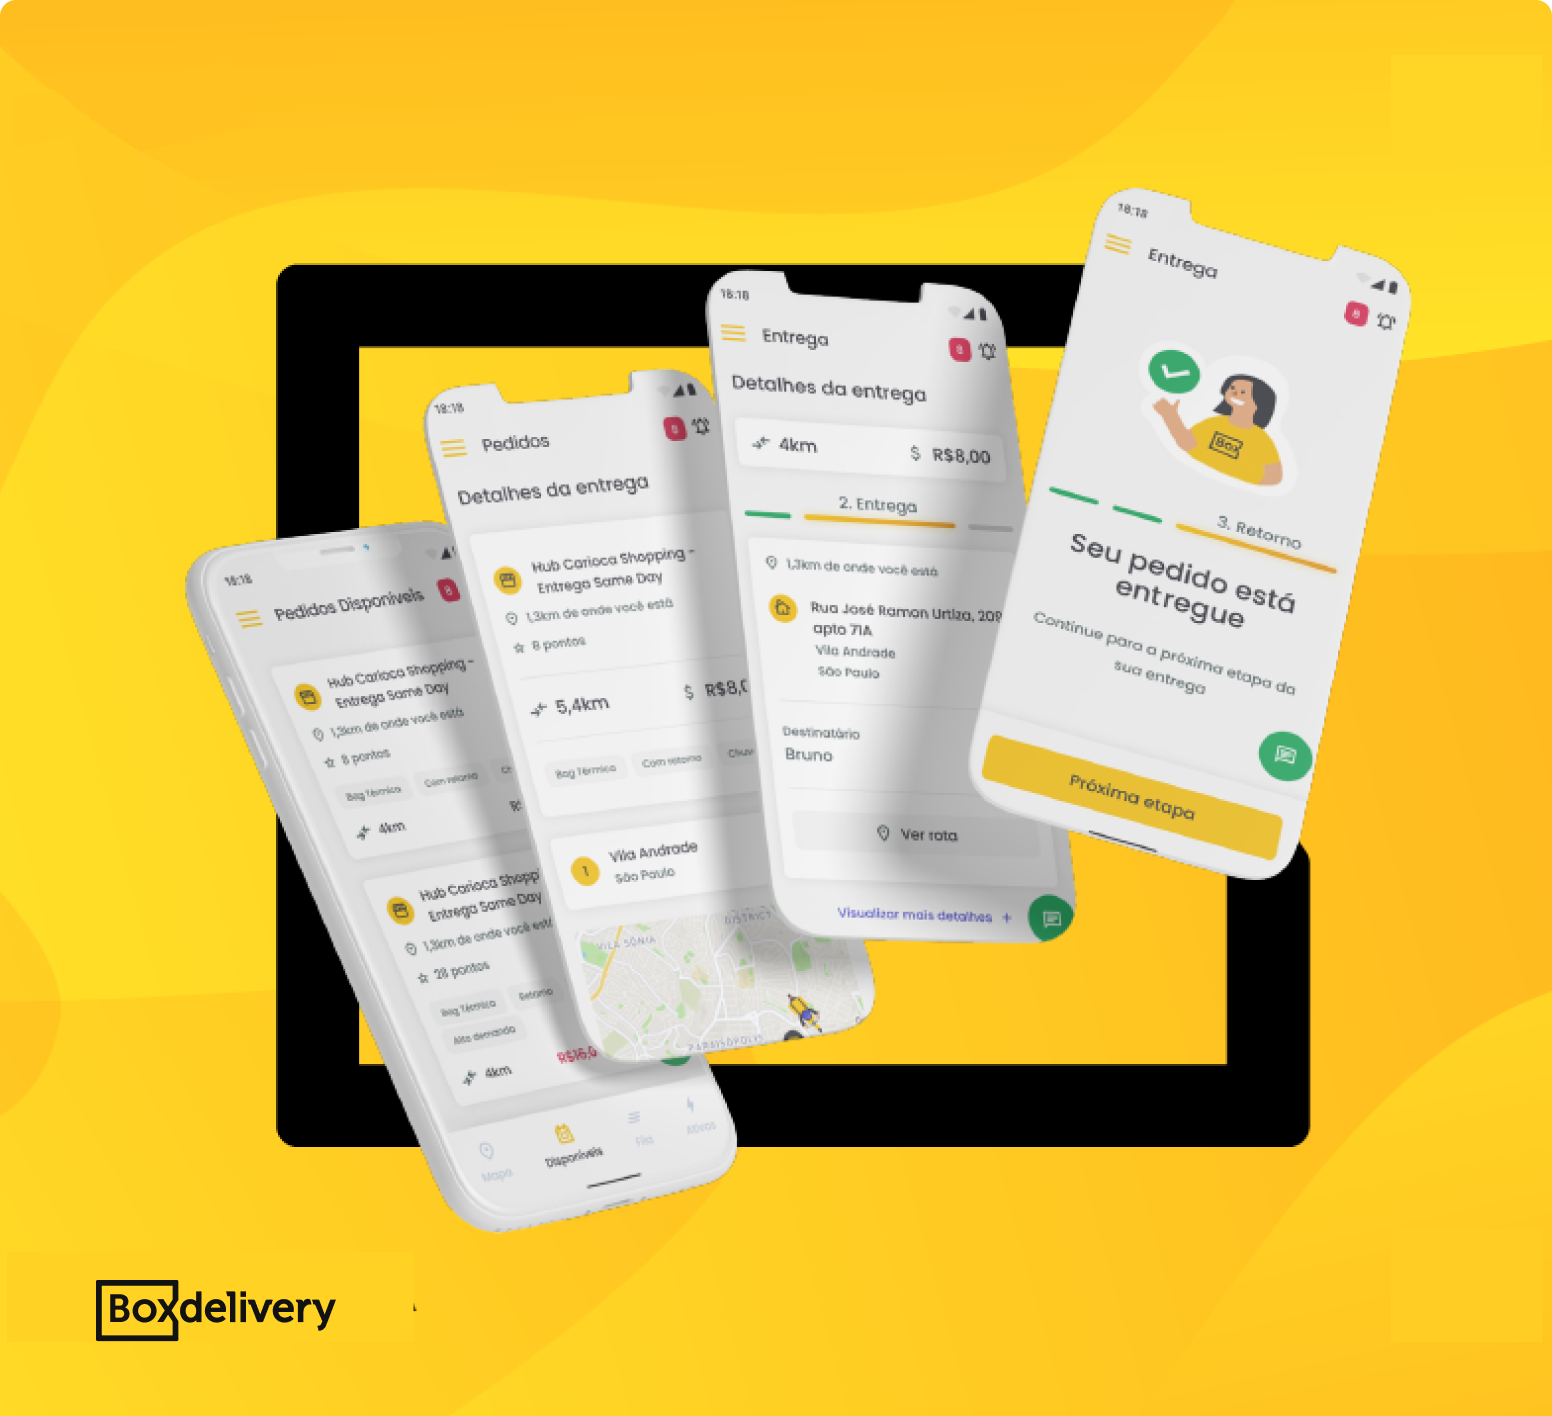 18:18
Pedidos Disponíveis
8
Hub Carioca Shopping -
Entrega Same Day
1,3km de onde você está
8 pontos
Bag Térmica
Com retorno
4km
Hub Carioca Shoppi
Entrega Same Day
1,3km de onde você está
28 pontos
Bag Térmica
Retorno
Alta demanda
4km
R$16,0
Mapa
Disponíveis
Fila
Ativos
18:18
Pedidos
8
Detalhes da entrega
Hub Carioca Shopping -
Entrega Same Day
1,3km de onde você está
8 pontos
5,4km
$ R$8,0
Bag Térmica
Com retorno
Chuv
1
Vila Andrade
São Paulo
DISTRICT
VILA SÔNIA
PARAISÓPOLIS
18:18
Entrega
8
Detalhes da entrega
4km
$ R$8,00
2. Entrega
1,3km de onde você está
Rua José Ramon Urtiza, 209
apto 71A
Vila Andrade
São Paulo
Destinatário
Bruno
Ver rota
Visualizar mais detalhes +
18:18
Entrega
8
Box
3. Retorno
Seu pedido está
entregue
Continue para a próxima etapa da
sua entrega
Próxima etapa
Boxdelivery